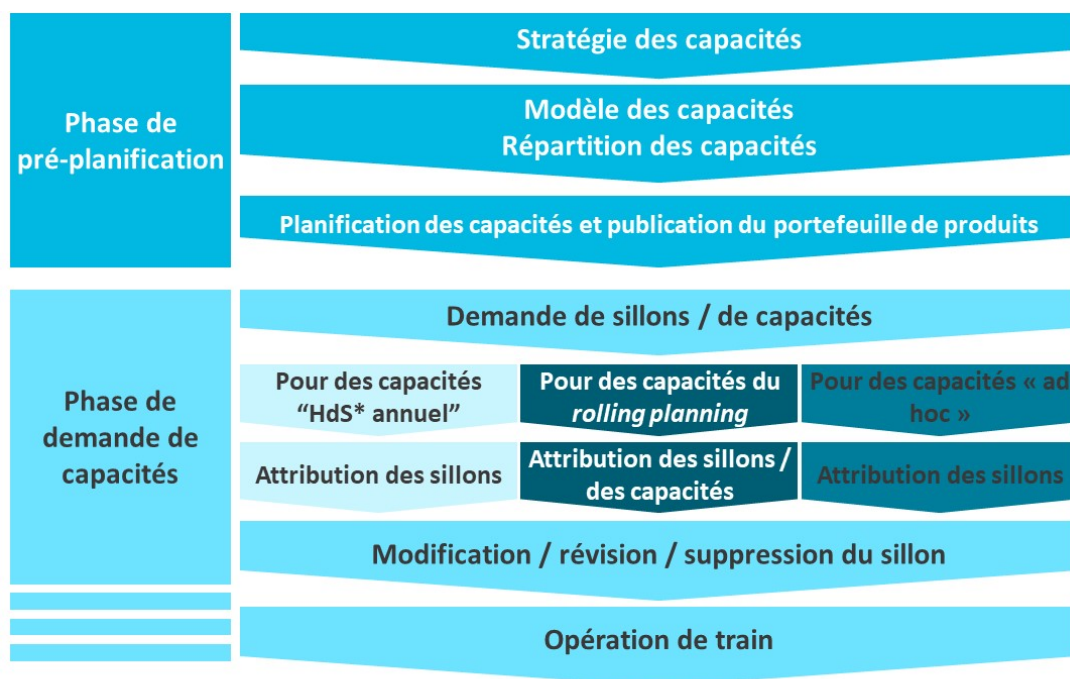 Stratégie des capacités
Phase de
pré-planification
Modèle des capacités
Répartition des capacités
Planification des capacités et publication du portefeuille de produits
Phase de
demande de
capacités
Demande de sillons / de capacités
Pour des capacités
“HdS* annuel”
Pour des capacités du
rolling planning
Pour des capacités « ad
hoc »
Attribution des sillons
Attribution des sillons /
des capacités
Attribution des sillons
Modification / révision / suppression du sillon
Opération de train